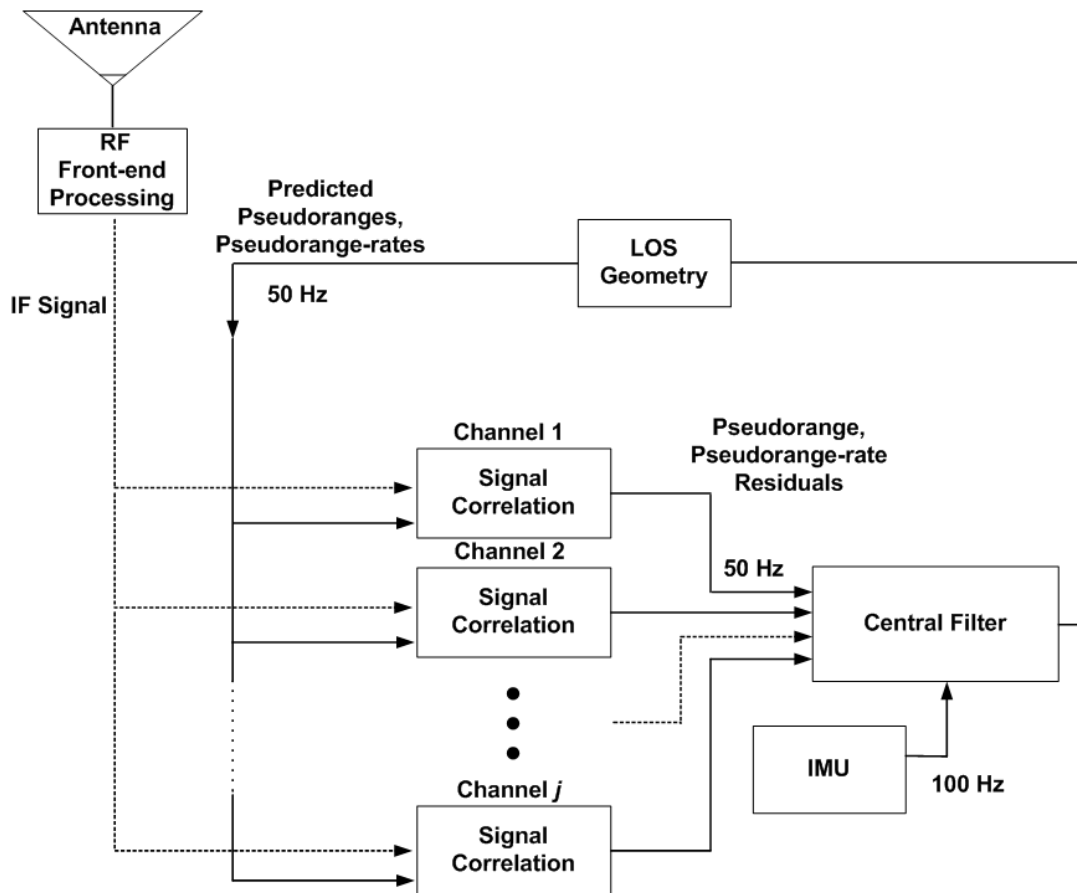 Antenna
RF
Front-end
Processing
Predicted
Pseudoranges,
Pseudorange-rates
LOS
Geometry
50 Hz
IF Signal
Channel 1
Signal
Correlation
Pseudorange,
Pseudorange-rate
Residuals
Channel 2
Signal
Correlation
50 Hz
Central Filter
IMU
100 Hz
Channel j
Signal
Correlation